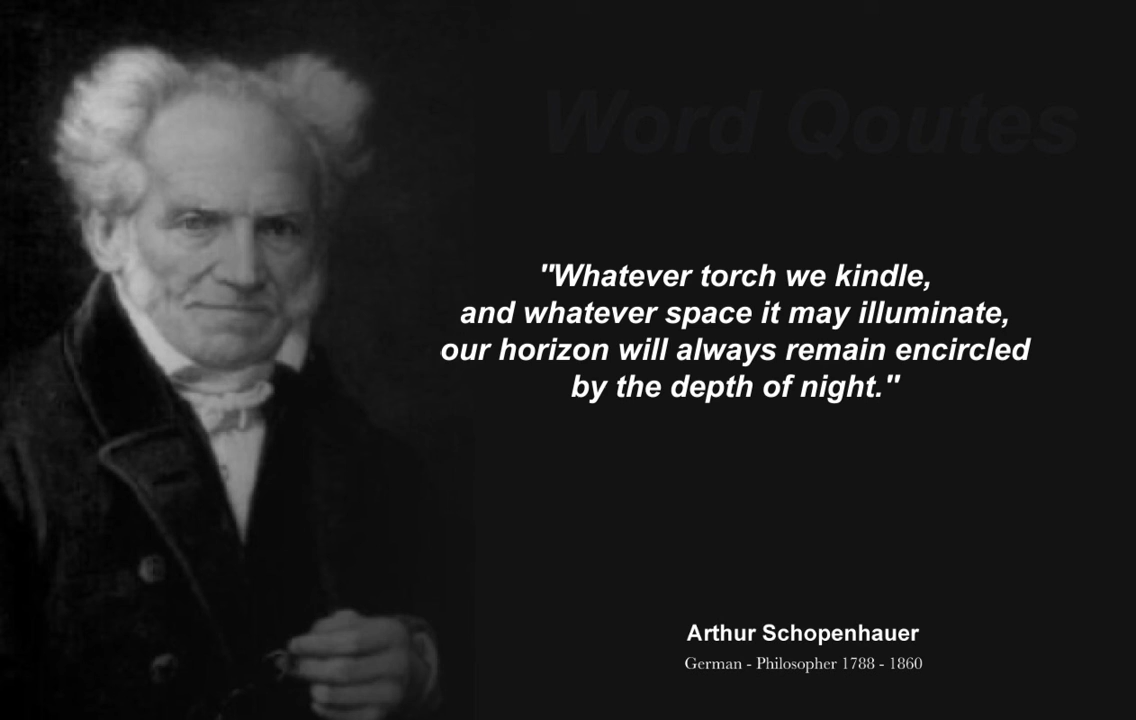 Word Qoutes
"Whatever torch we kindle,
and whatever space it may illuminate,
our horizon will always remain encircled
by the depth of night."
Arthur Schopenhauer
German - Philosopher 1788 - 1860